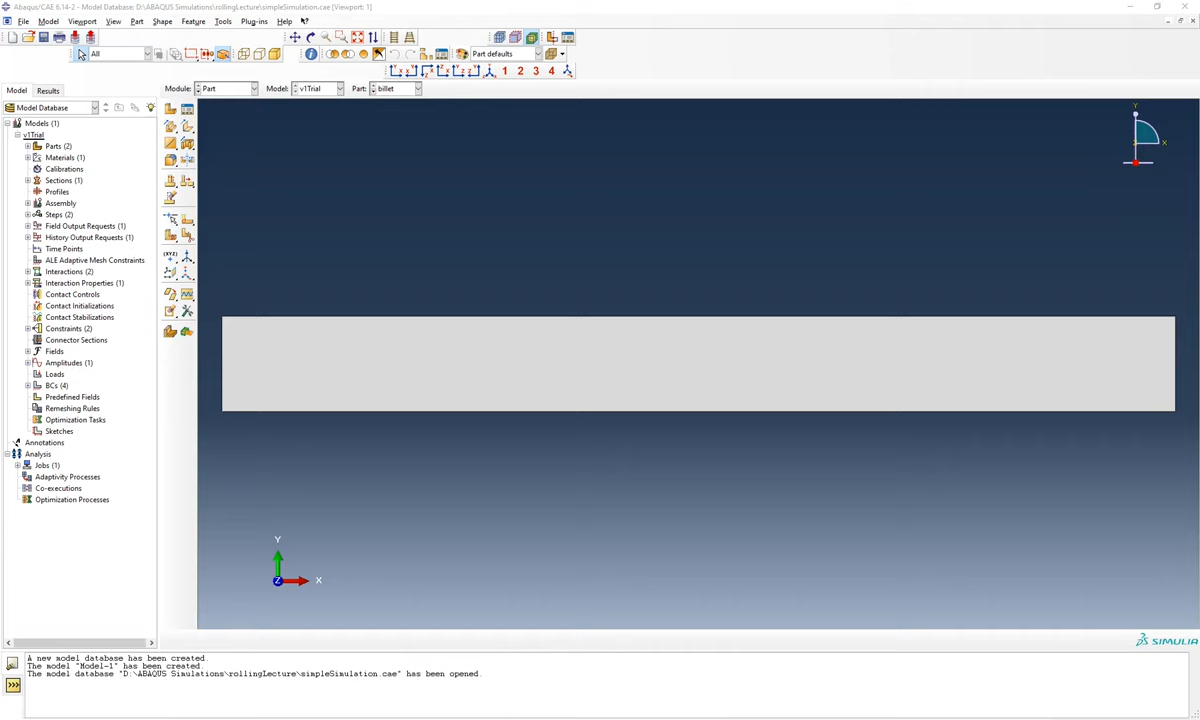 Abaqus/CAE 6.14-2 - Model Database: D:\ABAQUS Simulations\rollingLecture\simpleSimulation.cae [Viewport: 1]
File Model Viewport View Part Shape Feature Tools Plug-ins Help
All Part defaults
1 2 3 4
Model Results Module: Part Model: v1Trial Part: billet
Model Database
Models (1)
v1Trial
Parts (2)
Materials (1)
Calibrations
Sections (1)
Profiles
Assembly
Steps (2)
Field Output Requests (1)
History Output Requests (1)
Time Points
ALE Adaptive Mesh Constraints
Interactions (2)
Interaction Properties (1)
Contact Controls
Contact Initializations
Contact Stabilizations
Constraints (2)
Connector Sections
Fields
Amplitudes (1)
Loads
BCs (4)
Predefined Fields
Remeshing Rules
Optimization Tasks
Sketches
Annotations
Analysis
Jobs (1)
Adaptivity Processes
Co-executions
Optimization Processes
(XYZ)
Y
X
Y
Z X
SIMULIA
A new model database has been created.
The model "Model-1" has been created.
The model database "D:\ABAQUS Simulations\rollingLecture\simpleSimulation.cae" has been opened.